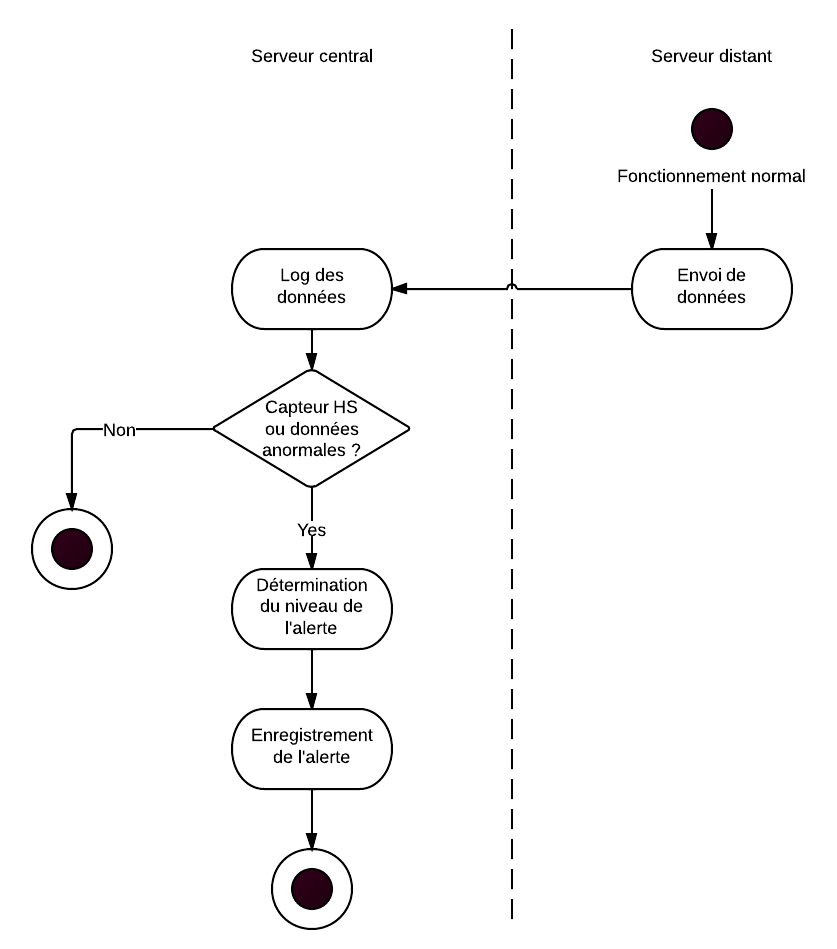 Serveur central
Serveur distant
Fonctionnement normal
Envoi de
données
Log des
données
Capteur HS
ou données
anormales ?
Non
Yes
Détermination
du niveau de
l'alerte
Enregistrement
de l'alerte